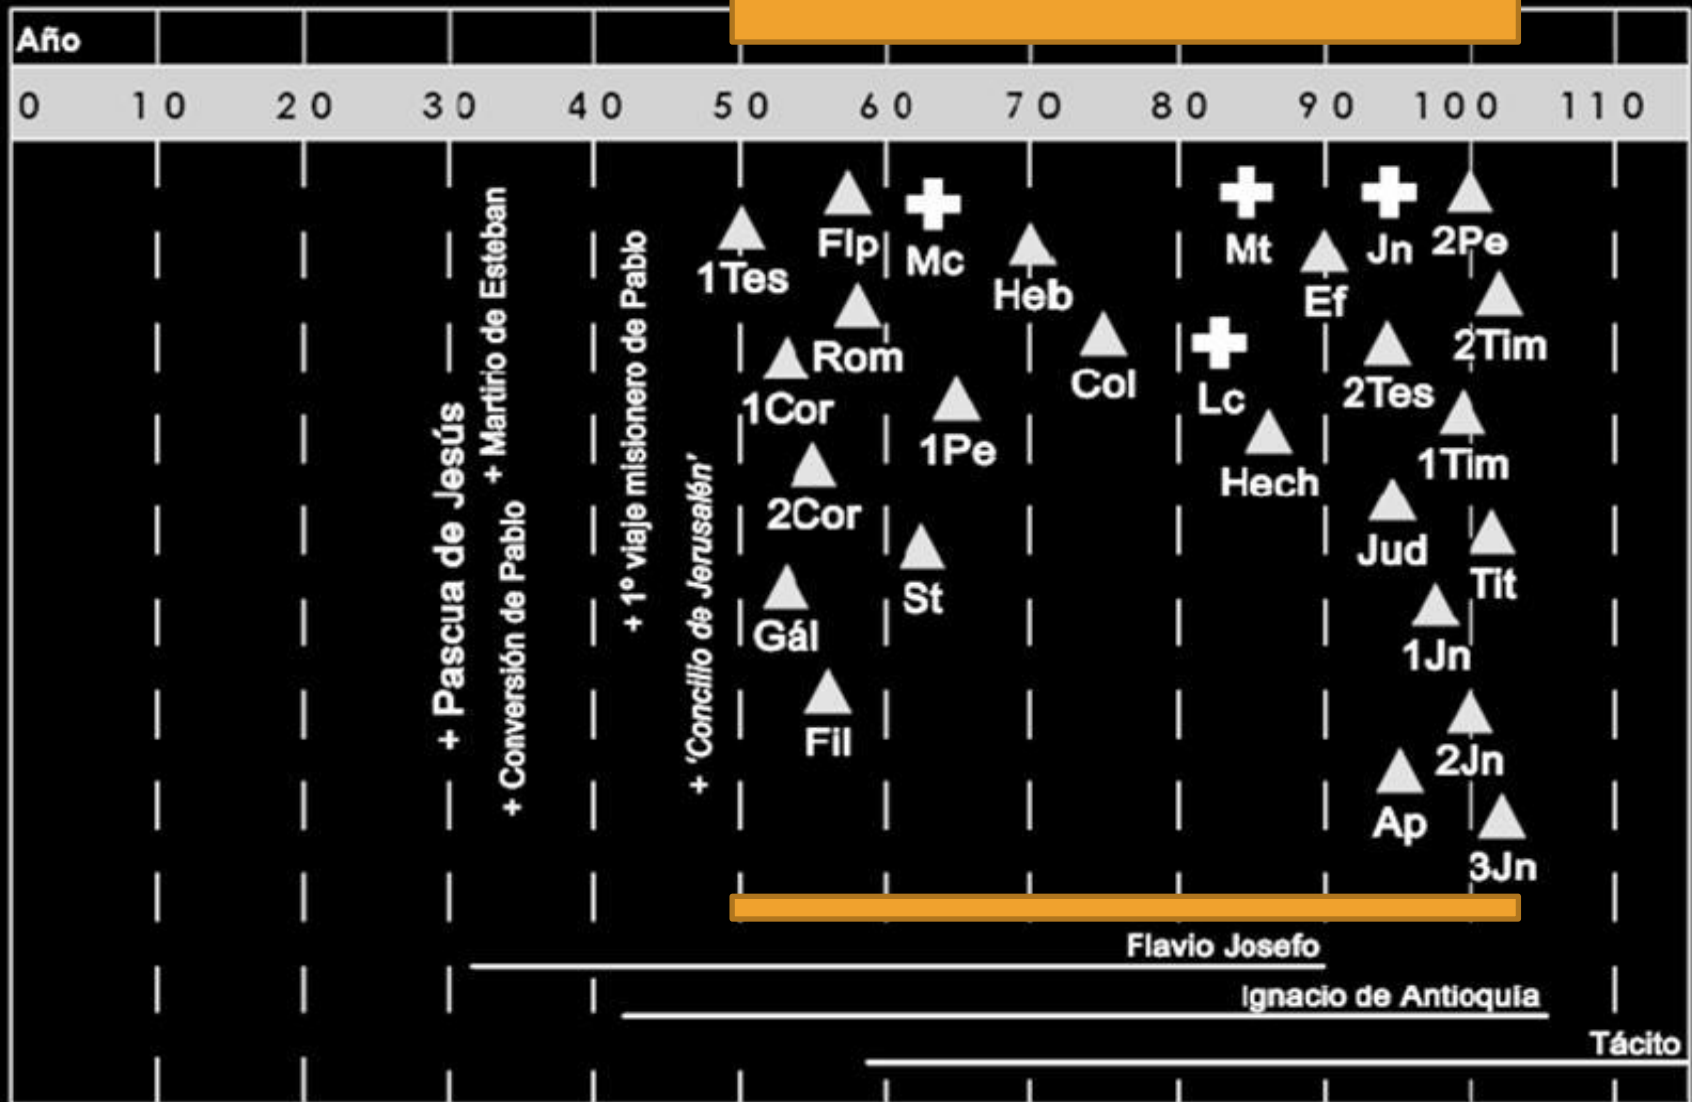 Año
0 10 20 30 40 50 60 70 80 90 100 110
+ Pascua de Jesús
+ Martirio de Esteban
+ Conversión de Pablo
+ 1º viaje misionero de Pablo
+ 'Concilio de Jerusalén'
1Tes
Flp
Mc
Heb
Mt
Ef
Jn
2Pe
Rom
1Cor
Col
Lc
2Tes
2Tim
1Pe
Hech
1Tim
2Cor
St
Jud
Tit
Gál
1Jn
Fil
2Jn
Ap
3Jn
Flavio Josefo
Ignacio de Antioquía
Tácito